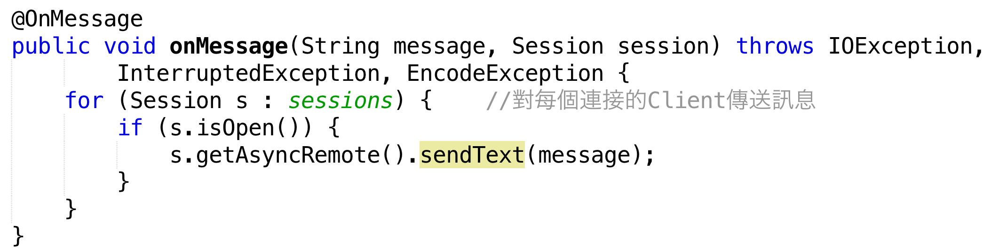 @OnMessage
public void onMessage(String message, Session session) throws IOException,
        InterruptedException, EncodeException {
    for (Session s : sessions) {    //對每個連接的Client傳送訊息
        if (s.isOpen()) {
            s.getAsyncRemote().sendText(message);
        }
    }
}